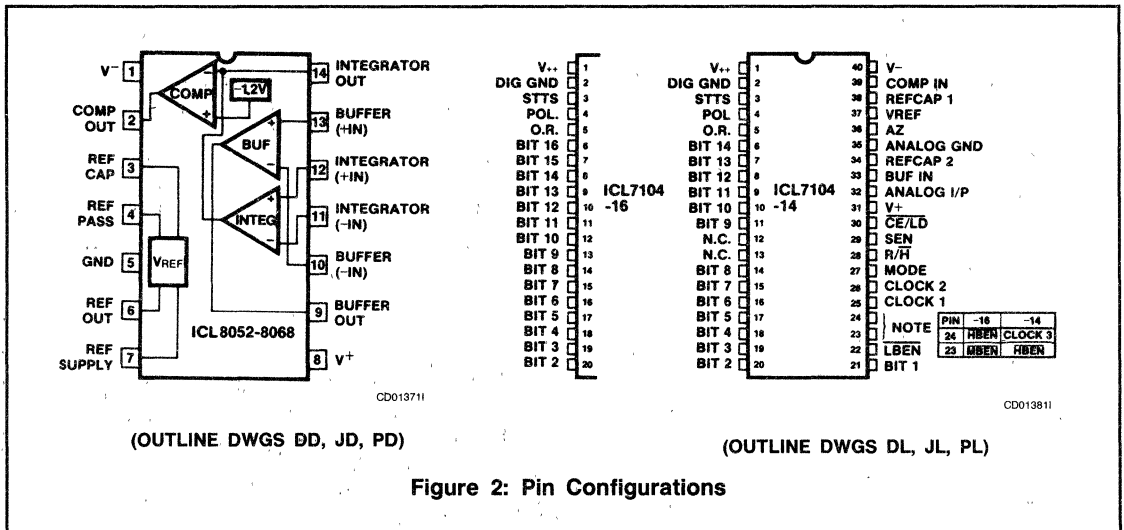 V⁻ 1
COMP OUT 2
REF CAP 3
REF PASS 4
GND 5
REF OUT 6
REF SUPPLY 7
COMP
−
+
-1.2V
BUF
+
−
INTEG
+
−
VREF
ICL8052-8068
14 INTEGRATOR OUT
13 BUFFER (+IN)
12 INTEGRATOR (+IN)
11 INTEGRATOR (−IN)
10 BUFFER (−IN)
9 BUFFER OUT
8 V⁺
CD01371I
(OUTLINE DWGS DD, JD, PD)
V++ 1
DIG GND 2
STTS 3
POL. 4
O.R. 5
BIT 16 6
BIT 15 7
BIT 14 8
BIT 13 9
BIT 12 10
BIT 11 11
BIT 10 12
BIT 9 13
BIT 8 14
BIT 7 15
BIT 6 16
BIT 5 17
BIT 4 18
BIT 3 19
BIT 2 20
ICL7104
-16
V++ 1
DIG GND 2
STTS 3
POL 4
O.R. 5
BIT 14 6
BIT 13 7
BIT 12 8
BIT 11 9
BIT 10 10
BIT 9 11
N.C. 12
N.C. 13
BIT 8 14
BIT 7 15
BIT 6 16
BIT 5 17
BIT 4 18
BIT 3 19
BIT 2 20
ICL7104
-14
40 V-
39 COMP IN
38 REFCAP 1
37 VREF
36 AZ
35 ANALOG GND
34 REFCAP 2
33 BUF IN
32 ANALOG I/P
31 V+
30 C̅E̅/̅L̅D̅
29 SEN
28 R/H̅
27 MODE
26 CLOCK 2
25 CLOCK 1
24
23
NOTE
22 L̅B̅E̅N̅
21 BIT 1
PIN -16 -14
24 H̅B̅E̅N̅ CLOCK 3
23 M̅B̅E̅N̅ H̅B̅E̅N̅
CD01381I
(OUTLINE DWGS DL, JL, PL)
Figure 2: Pin Configurations